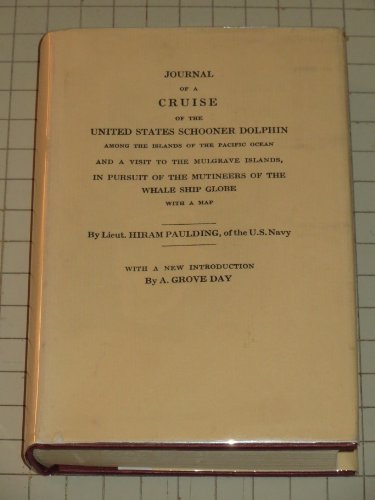 JOURNAL
OF A
CRUISE
OF THE
UNITED STATES SCHOONER DOLPHIN
AMONG THE ISLANDS OF THE PACIFIC OCEAN
AND A VISIT TO THE MULGRAVE ISLANDS,
IN PURSUIT OF THE MUTINEERS OF THE
WHALE SHIP GLOBE
WITH A MAP
By Lieut. HIRAM PAULDING, of the U.S. Navy
WITH A NEW INTRODUCTION
By A. GROVE DAY